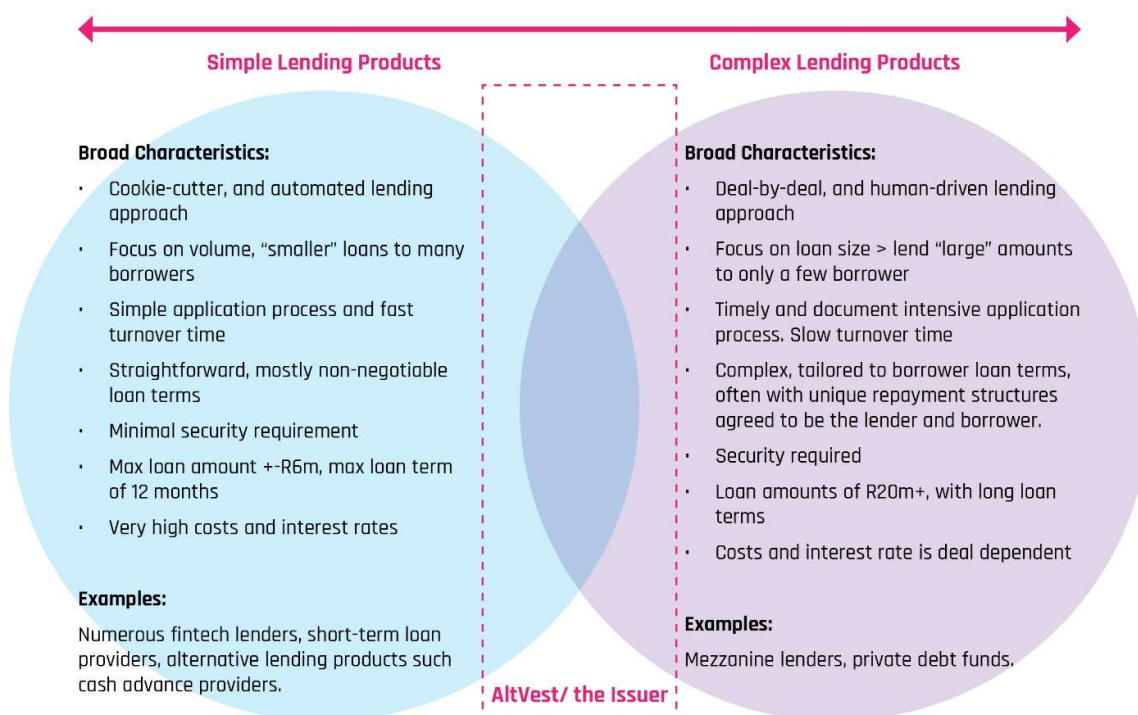 Simple Lending Products
Complex Lending Products
Broad Characteristics:
· Cookie-cutter, and automated lending
approach
· Focus on volume, “smaller” loans to many
borrowers
· Simple application process and fast
turnover time
· Straightforward, mostly non-negotiable
loan terms
· Minimal security requirement
· Max loan amount +-R6m, max loan term
of 12 months
· Very high costs and interest rates
Examples:
Numerous fintech lenders, short-term loan
providers, alternative lending products such
cash advance providers.
Broad Characteristics:
· Deal-by-deal, and human-driven lending
approach
· Focus on loan size > lend “large” amounts
to only a few borrower
· Timely and document intensive application
process. Slow turnover time
· Complex, tailored to borrower loan terms,
often with unique repayment structures
agreed to be the lender and borrower.
· Security required
· Loan amounts of R20m+, with long loan
terms
· Costs and interest rate is deal dependent
Examples:
Mezzanine lenders, private debt funds.
AltVest/ the Issuer